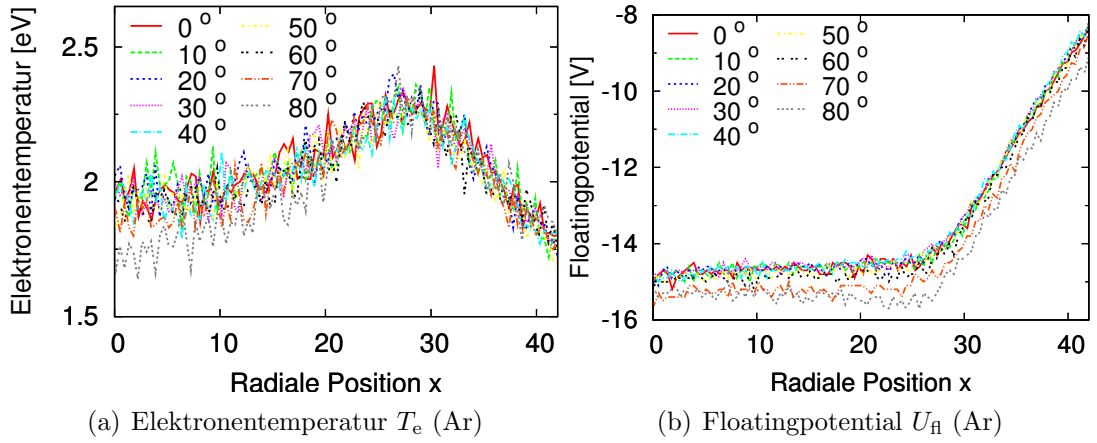 Elektronentemperatur [eV]
2.5
2
1.5
0 o
10 o
20 o
30 o
40 o
50 o
60 o
70 o
80 o
0 10 20 30 40
Radiale Position x
(a) Elektronentemperatur Te (Ar)
Floatingpotential [V]
-8
-10
-12
-14
-16
0 o
10 o
20 o
30 o
40 o
50 o
60 o
70 o
80 o
0 10 20 30 40
Radiale Position x
(b) Floatingpotential Ufl (Ar)